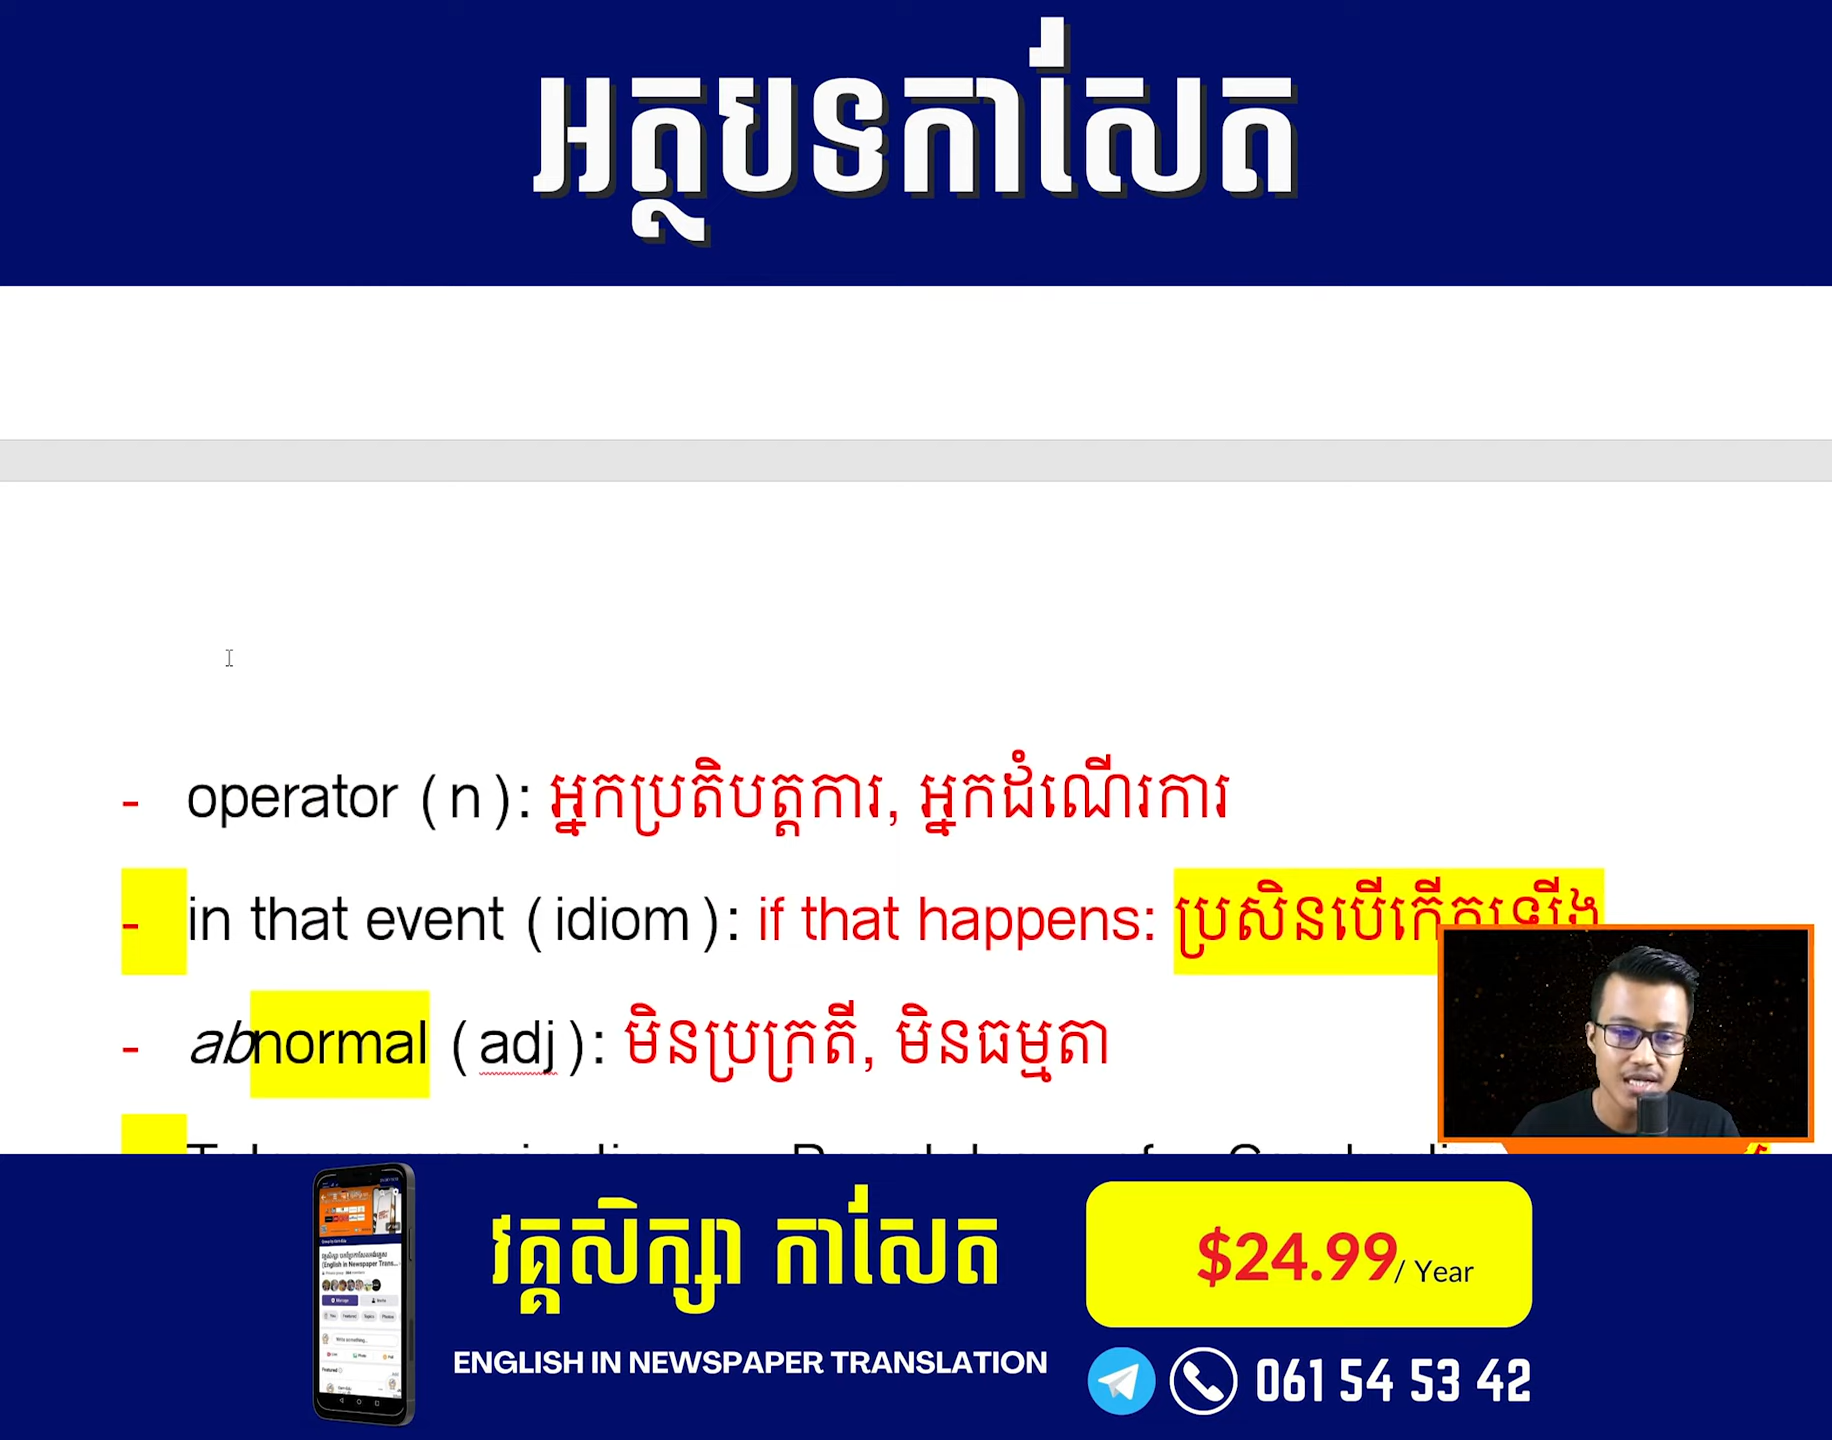 អត្ថបទកាសែត
- operator (n): អ្នកប្រតិបត្តការ, អ្នកដំណើរការ
- in that event (idiom): if that happens: ប្រសិនបើកើតឡើង
- abnormal (adj): មិនប្រក្រតី, មិនធម្មតា
វគ្គសិក្សា កាសែត
ENGLISH IN NEWSPAPER TRANSLATION
$24.99/ Year
061 54 53 42